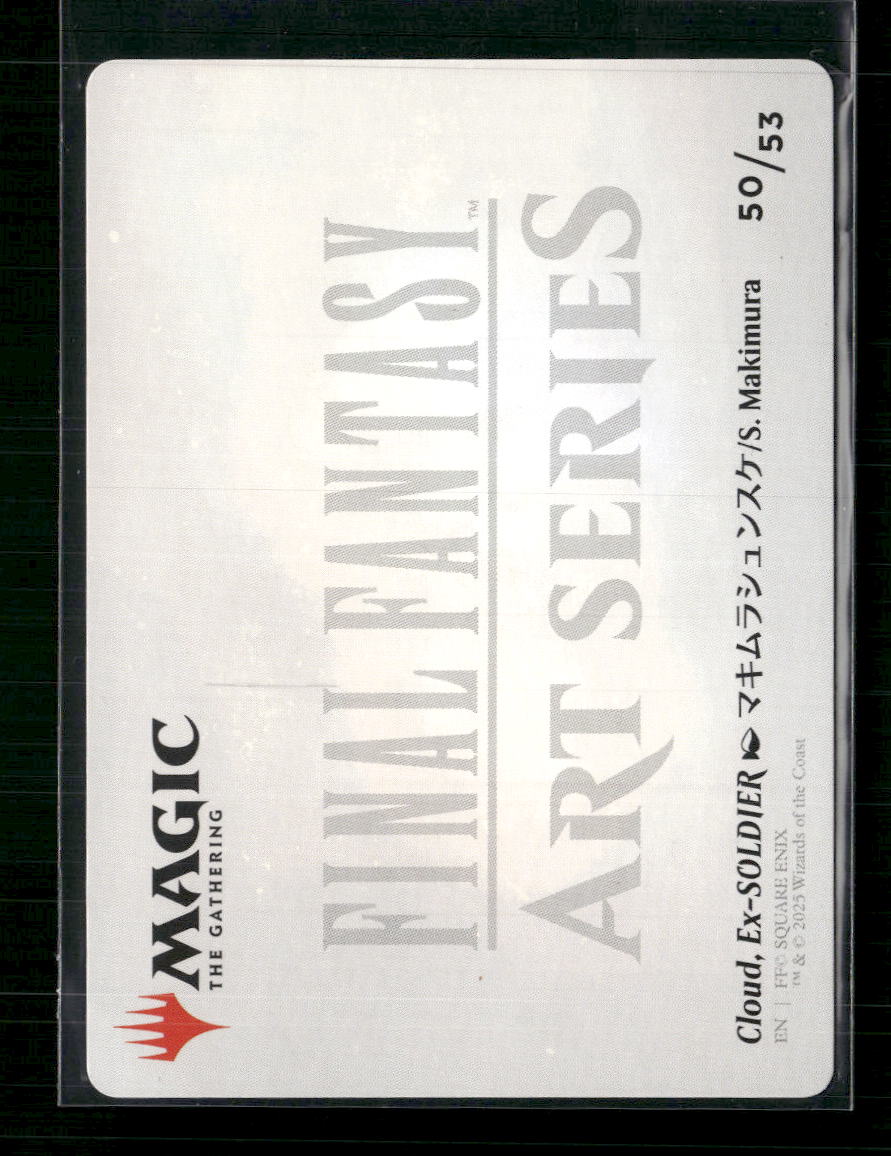 MAGIC
THE GATHERING
FINAL FANTASY™
ART SERIES
Cloud, Ex-SOLDIER マキムラシュンスケ/S. Makimura 50/53
EN | FF© SQUARE ENIX
™ & © 2025 Wizards of the Coast